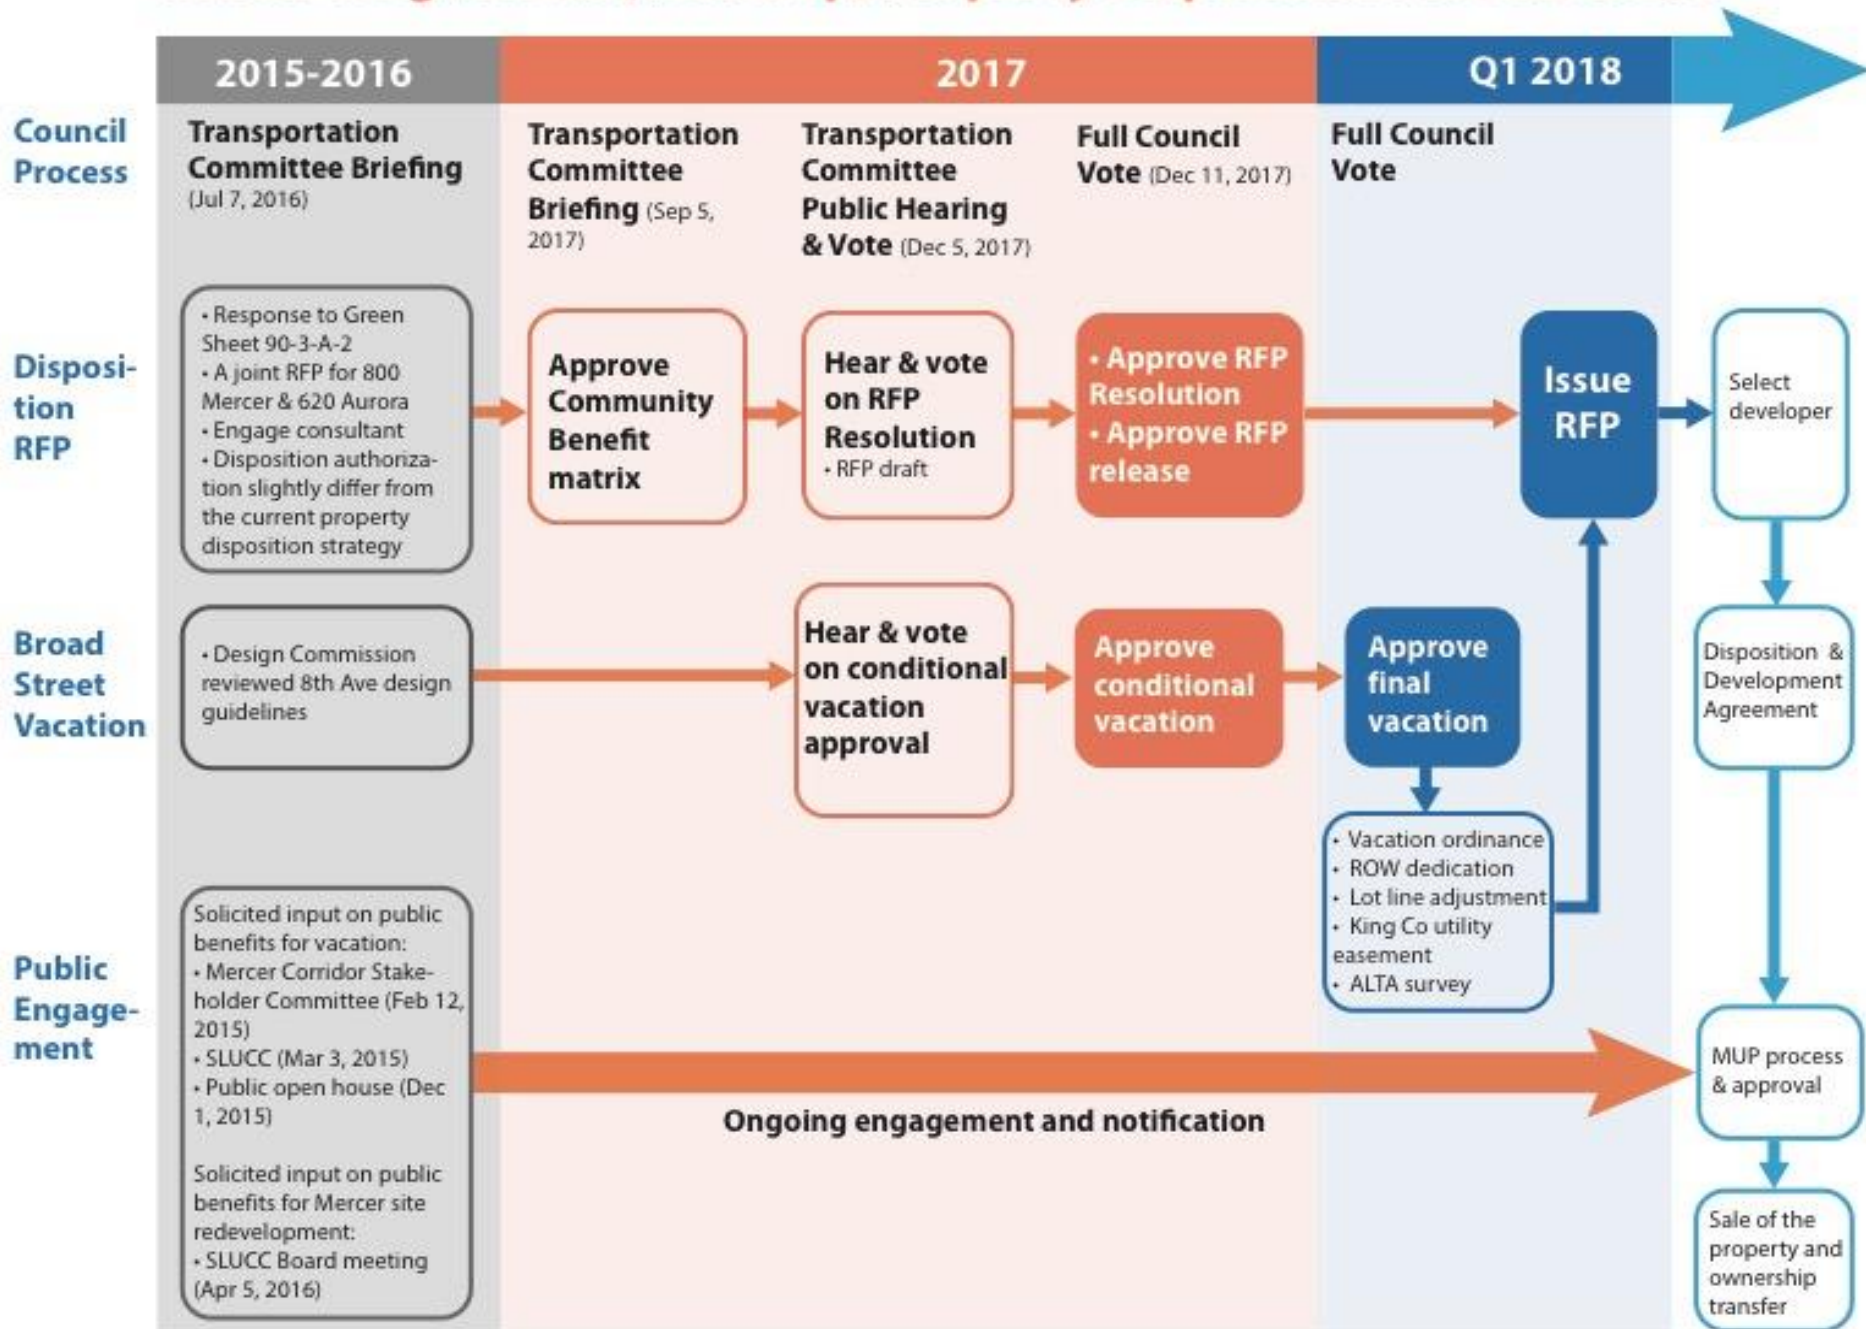 2015-2016
2017
Q1 2018
Council
Process
Transportation
Committee Briefing
(Jul 7, 2016)
Transportation
Committee
Briefing (Sep 5,
2017)
Transportation
Committee
Public Hearing
& Vote (Dec 5, 2017)
Full Council
Vote (Dec 11, 2017)
Full Council
Vote
Disposi-
tion
RFP
• Response to Green
Sheet 90-3-A-2
• A joint RFP for 800
Mercer & 620 Aurora
• Engage consultant
• Disposition authoriza-
tion slightly differ from
the current property
disposition strategy
Approve
Community
Benefit
matrix
Hear & vote
on RFP
Resolution
• RFP draft
• Approve RFP
Resolution
• Approve RFP
release
Issue
RFP
Select
developer
Broad
Street
Vacation
• Design Commission
reviewed 8th Ave design
guidelines
Hear & vote
on conditional
vacation
approval
Approve
conditional
vacation
Approve
final
vacation
Disposition &
Development
Agreement
• Vacation ordinance
• ROW dedication
• Lot line adjustment
• King Co utility
easement
• ALTA survey
Public
Engage-
ment
Solicited input on public
benefits for vacation:
• Mercer Corridor Stake-
holder Committee (Feb 12,
2015)
• SLUCC (Mar 3, 2015)
• Public open house (Dec
1, 2015)
Solicited input on public
benefits for Mercer site
redevelopment:
• SLUCC Board meeting
(Apr 5, 2016)
Ongoing engagement and notification
MUP process
& approval
Sale of the
property and
ownership
transfer